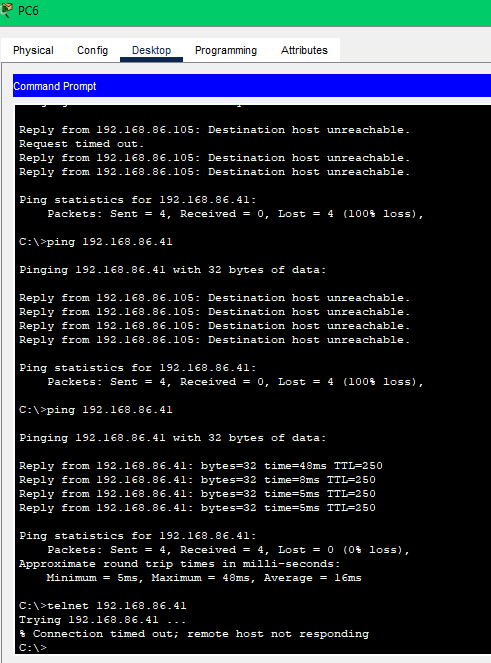 PC6
Physical Config Desktop Programming Attributes
Command Prompt
Reply from 192.168.86.105: Destination host unreachable.
Request timed out.
Reply from 192.168.86.105: Destination host unreachable.
Reply from 192.168.86.105: Destination host unreachable.
Ping statistics for 192.168.86.41:
Packets: Sent = 4, Received = 0, Lost = 4 (100% loss),
C:\>ping 192.168.86.41
Pinging 192.168.86.41 with 32 bytes of data:
Reply from 192.168.86.105: Destination host unreachable.
Reply from 192.168.86.105: Destination host unreachable.
Reply from 192.168.86.105: Destination host unreachable.
Reply from 192.168.86.105: Destination host unreachable.
Ping statistics for 192.168.86.41:
Packets: Sent = 4, Received = 0, Lost = 4 (100% loss),
C:\>ping 192.168.86.41
Pinging 192.168.86.41 with 32 bytes of data:
Reply from 192.168.86.41: bytes=32 time=48ms TTL=250
Reply from 192.168.86.41: bytes=32 time=8ms TTL=250
Reply from 192.168.86.41: bytes=32 time=5ms TTL=250
Reply from 192.168.86.41: bytes=32 time=5ms TTL=250
Ping statistics for 192.168.86.41:
Packets: Sent = 4, Received = 4, Lost = 0 (0% loss),
Approximate round trip times in milli-seconds:
Minimum = 5ms, Maximum = 48ms, Average = 16ms
C:\>telnet 192.168.86.41
Trying 192.168.86.41 ...
% Connection timed out; remote host not responding
C:\>